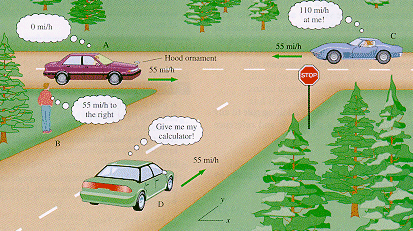 110 mi/h
at me!
0 mi/h
A
C
Hood ornament
55 mi/h
55 mi/h
STOP
55 mi/h to
the right
B
Give me my
calculator!
55 mi/h
D
y
x